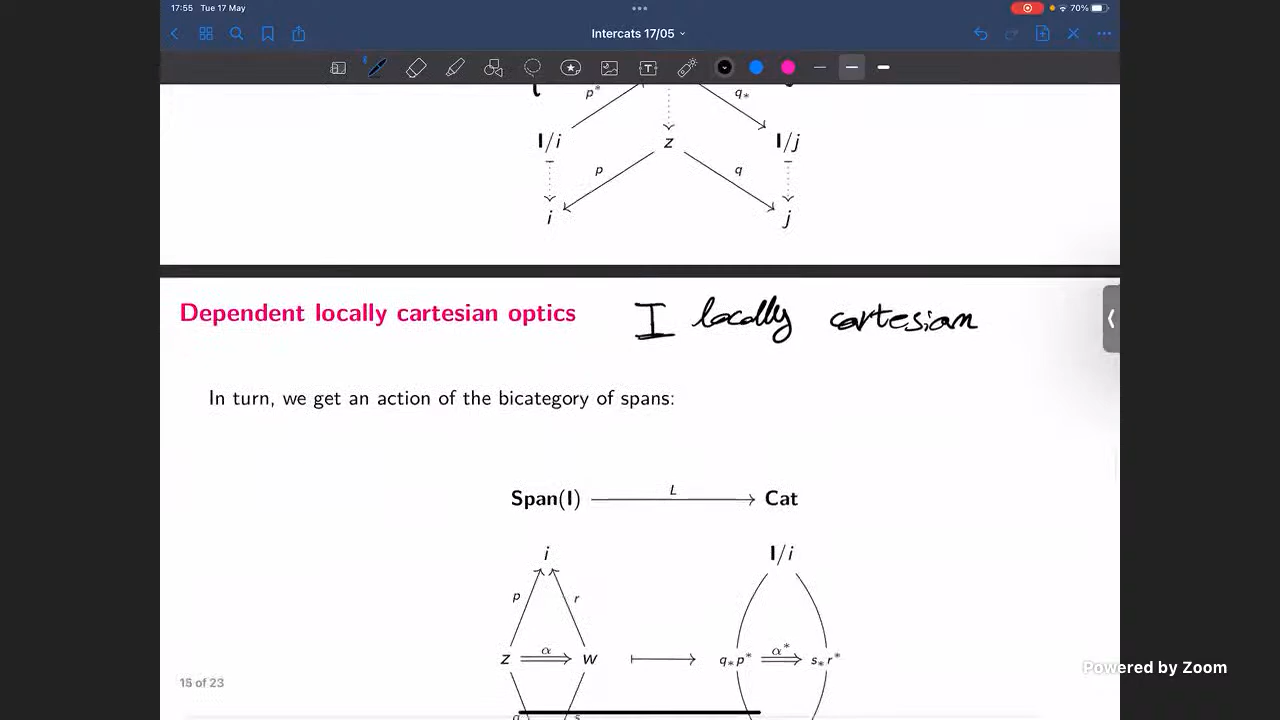 17:55 Tue 17 May
70%
Intercats 17/05
p* q*
I/i z I/j
p q
i j
Dependent locally cartesian optics I locally cartesian
In turn, we get an action of the bicategory of spans:
Span(I) L Cat
i I/i
p r
z α w q*p* α* s*r*
q s
15 of 23
Powered by Zoom